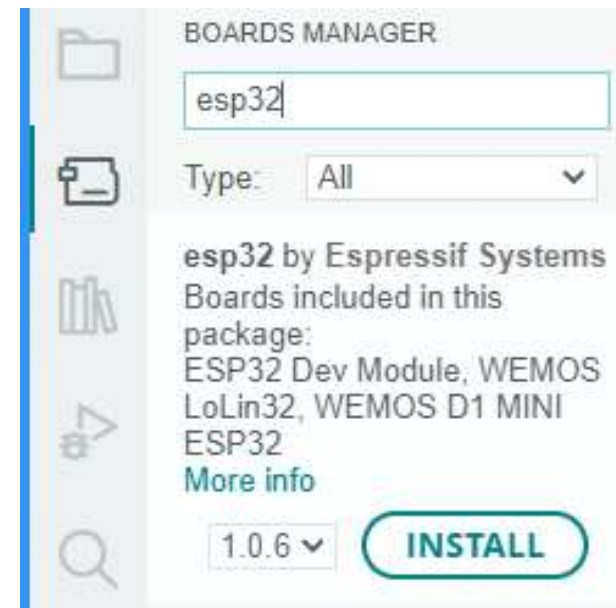 BOARDS MANAGER
esp32
Type: All
esp32 by Espressif Systems
Boards included in this
package:
ESP32 Dev Module, WEMOS
LoLin32, WEMOS D1 MINI
ESP32
More info
1.0.6 INSTALL